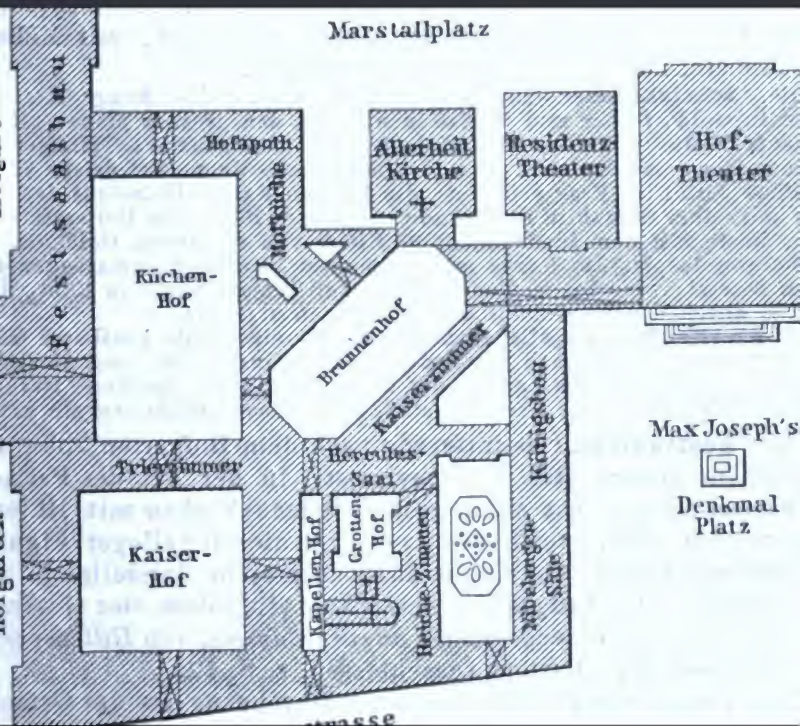 Marstallplatz
Festsaalbau
Hofapoth.
Hofküche
Allerheil.
Kirche
Residenz-
Theater
Hof-
Theater
Küchen-
Hof
Brunnenhof
Kaiserzimmer
Königsbau
Max Joseph's
Denkmal
Platz
Trierzimmer
Hercules-
Saal
Kaiser-
Hof
Kapellen-Hof
Grotten-
Hof
Reiche-Zimmer
Nibelungen-
Säle
strasse